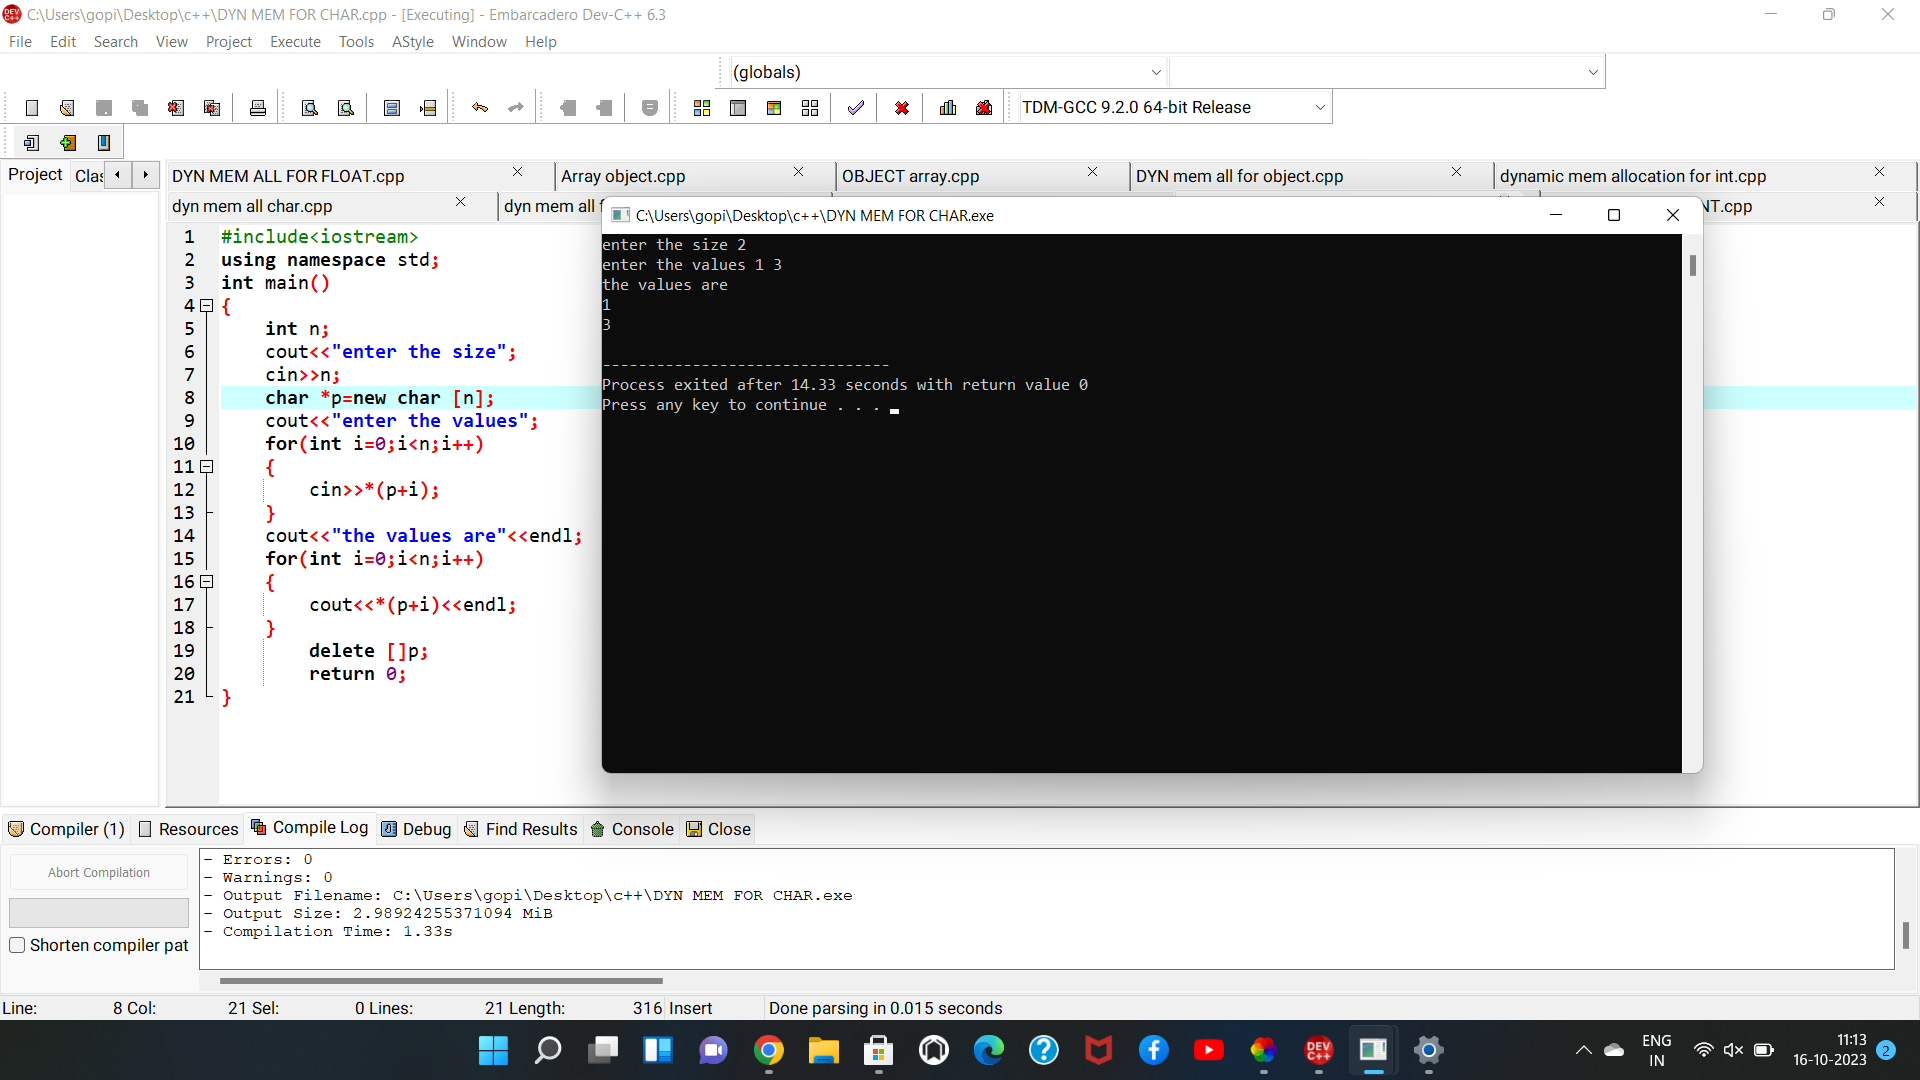 C:\Users\gopi\Desktop\c++\DYN MEM FOR CHAR.cpp - [Executing] - Embarcadero Dev-C++ 6.3
File Edit Search View Project Execute Tools AStyle Window Help
(globals)
TDM-GCC 9.2.0 64-bit Release
Project Clas
DYN MEM ALL FOR FLOAT.cpp Array object.cpp OBJECT array.cpp DYN mem all for object.cpp dynamic mem allocation for int.cpp
dyn mem all char.cpp dyn mem all f NT.cpp
C:\Users\gopi\Desktop\c++\DYN MEM FOR CHAR.exe
1 #include<iostream>
2 using namespace std;
3 int main()
4 {
5 int n;
6 cout<<"enter the size";
7 cin>>n;
8 char *p=new char [n];
9 cout<<"enter the values";
10 for(int i=0;i<n;i++)
11 {
12 cin>>*(p+i);
13 }
14 cout<<"the values are"<<endl;
15 for(int i=0;i<n;i++)
16 {
17 cout<<*(p+i)<<endl;
18 }
19 delete []p;
20 return 0;
21 }
enter the size 2
enter the values 1 3
the values are
1
3
--------------------------------
Process exited after 14.33 seconds with return value 0
Press any key to continue . . .
Compiler (1) Resources Compile Log Debug Find Results Console Close
Abort Compilation
Shorten compiler pat
- Errors: 0
- Warnings: 0
- Output Filename: C:\Users\gopi\Desktop\c++\DYN MEM FOR CHAR.exe
- Output Size: 2.98924255371094 MiB
- Compilation Time: 1.33s
Line: 8 Col: 21 Sel: 0 Lines: 21 Length: 316 Insert Done parsing in 0.015 seconds
DEV C++
ENG
IN
11:13
16-10-2023
2